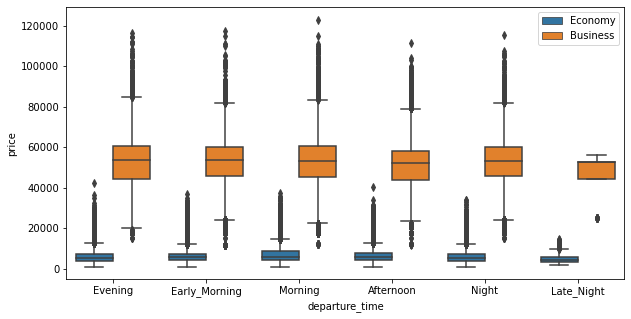 120000
100000
80000
60000
40000
20000
0
price
Economy
Business
Evening Early_Morning Morning Afternoon Night Late_Night
departure_time